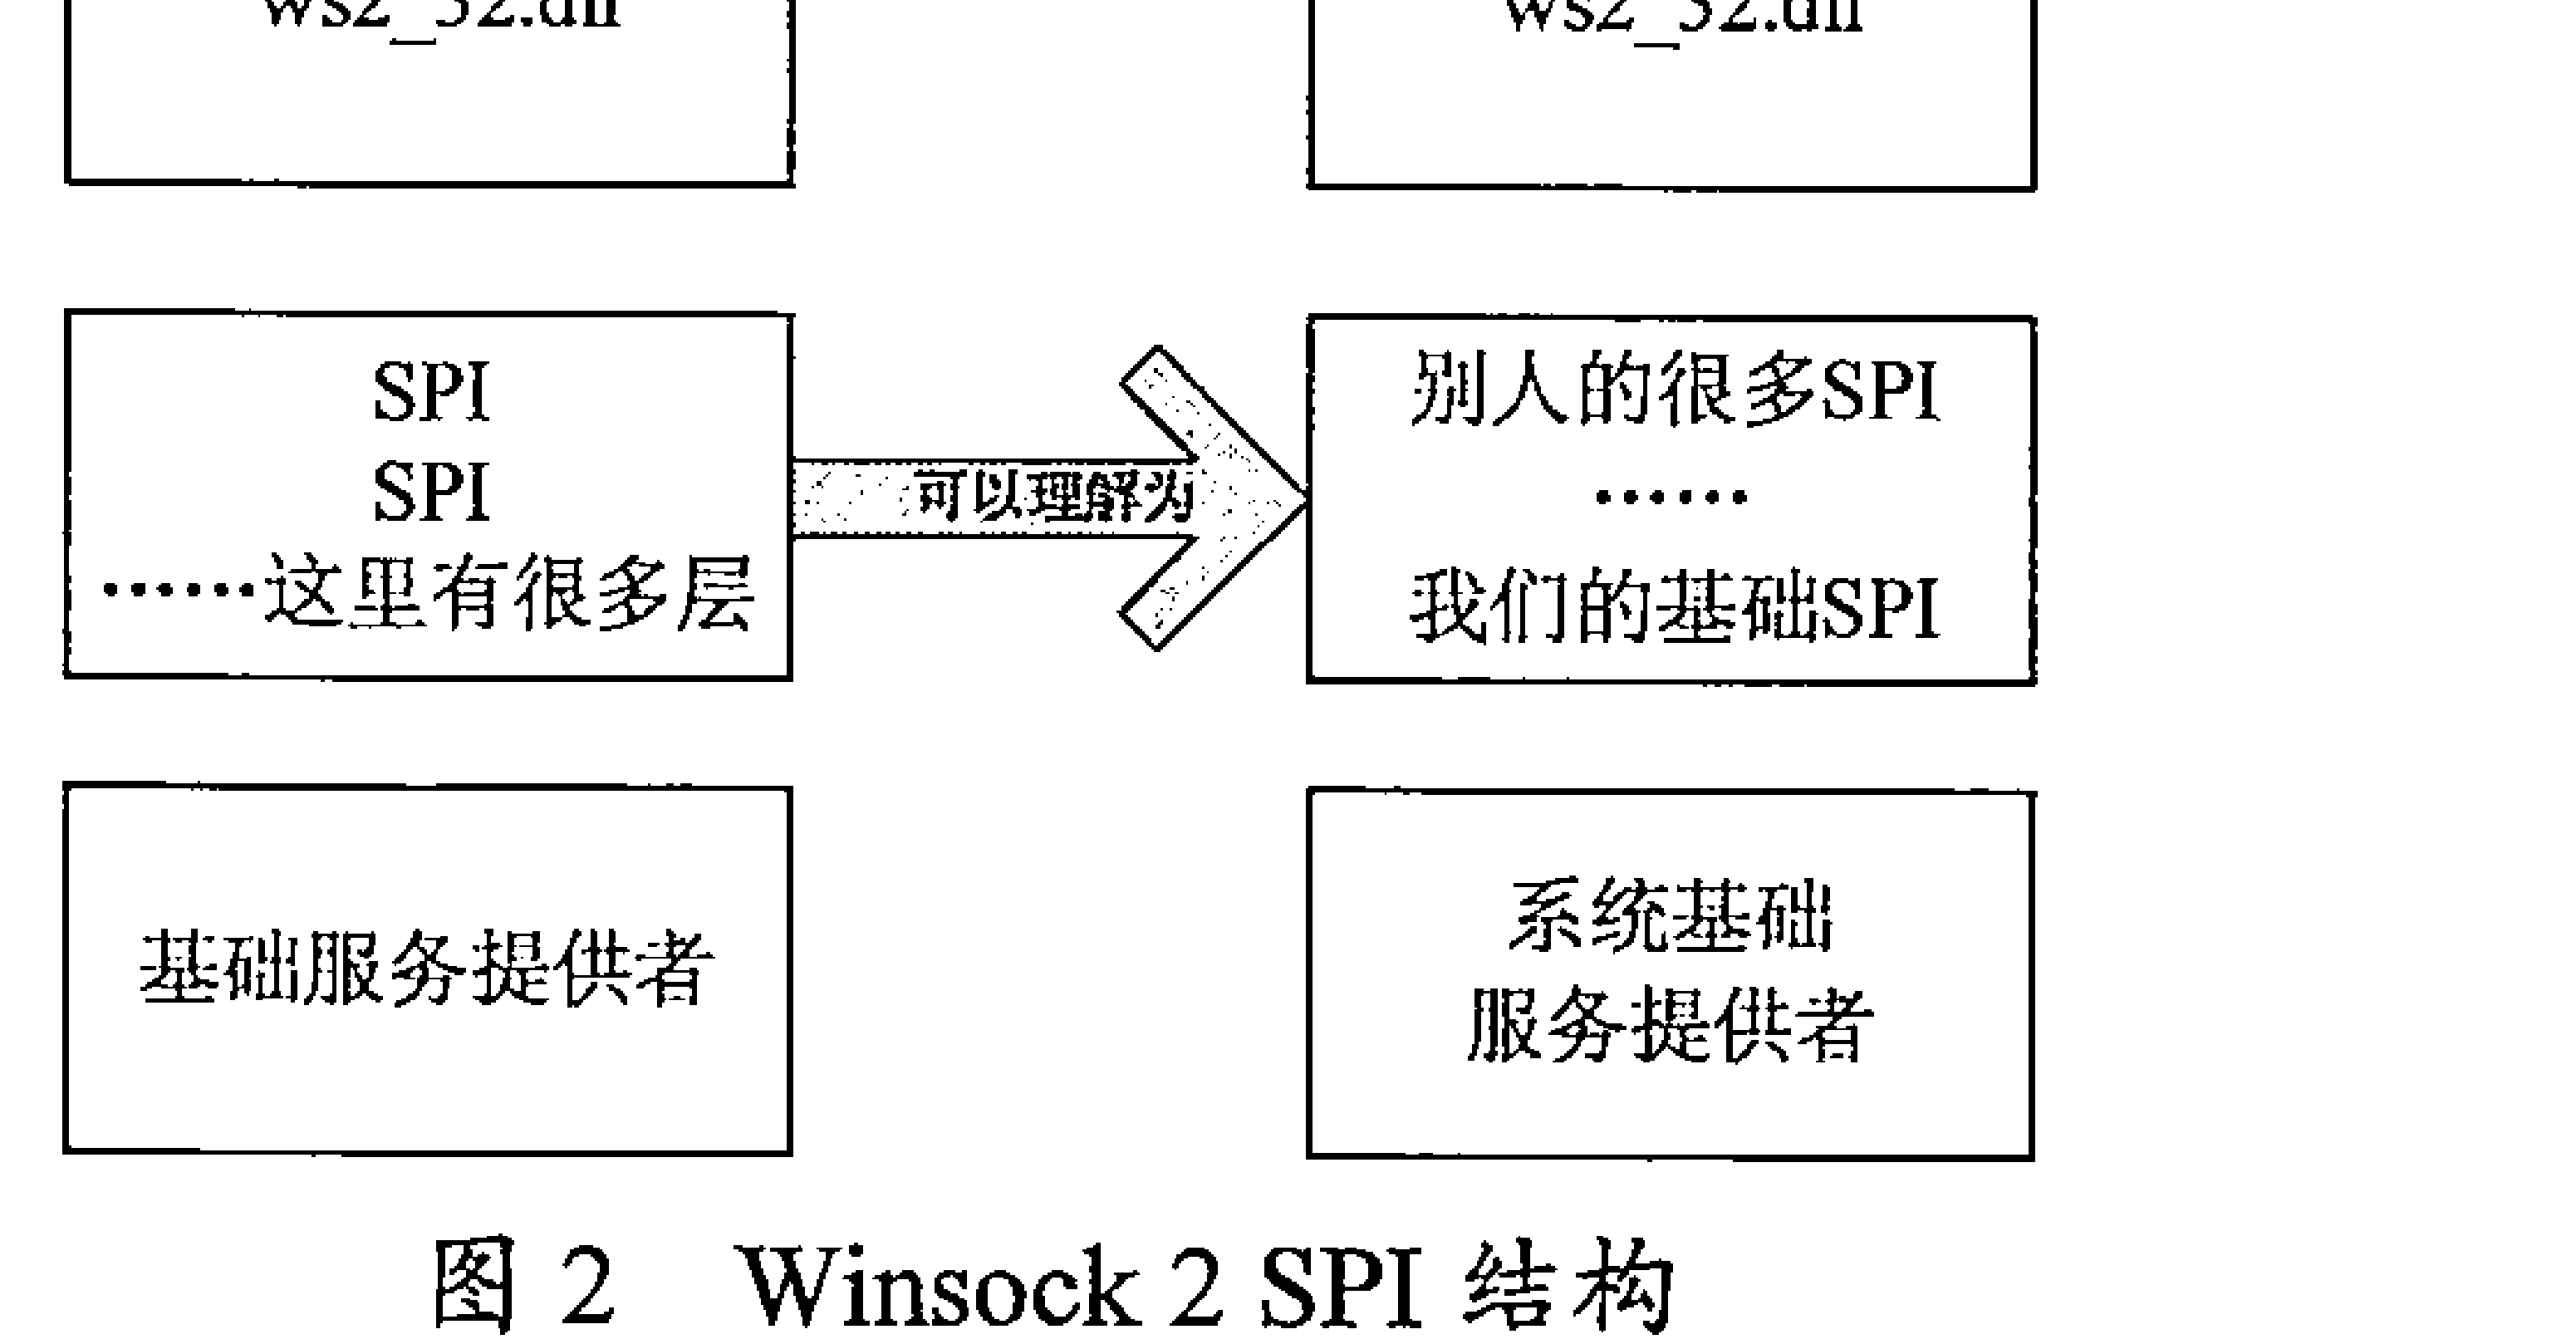 ws2_32.dll
ws2_32.dll
SPI
SPI
……这里有很多层
可以理解为
别人的很多SPI
……
我们的基础SPI
基础服务提供者
系统基础
服务提供者
图 2 Winsock 2 SPI 结构